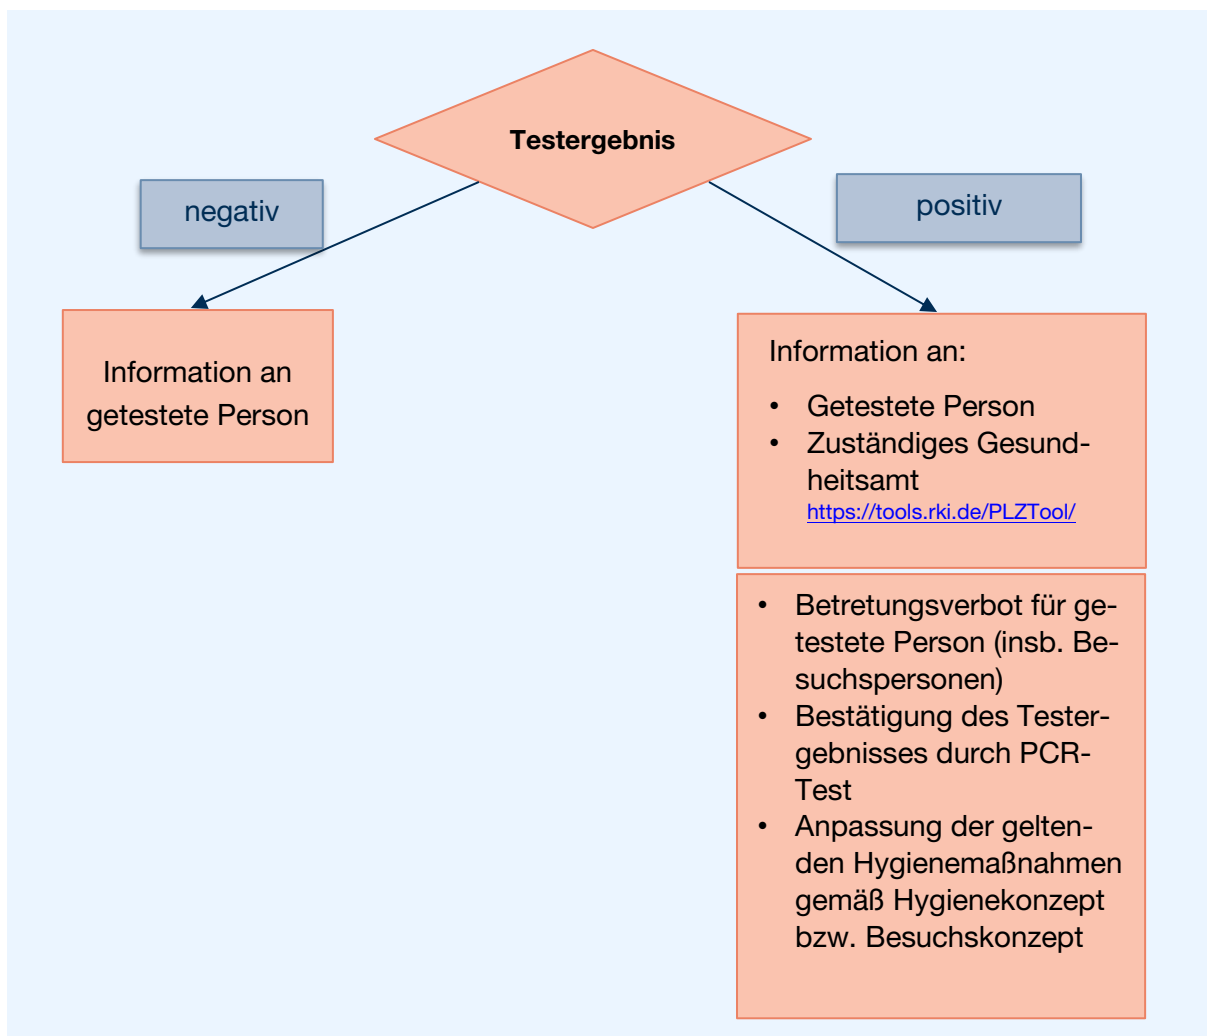 Testergebnis
negativ
positiv
Information an
getestete Person
Information an:
• Getestete Person
• Zuständiges Gesund-
heitsamt
https://tools.rki.de/PLZTool/
• Betretungsverbot für ge-
testete Person (insb. Be-
suchspersonen)
• Bestätigung des Tester-
gebnisses durch PCR-
Test
• Anpassung der gelten-
den Hygienemaßnahmen
gemäß Hygienekonzept
bzw. Besuchskonzept